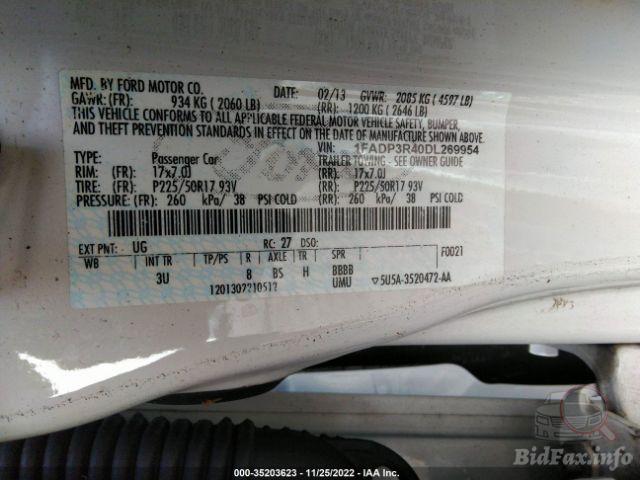 MFD. BY FORD MOTOR CO.
DATE: 02/13 GVWR: 2085 KG ( 4597 LB)
GAWR: (FR): 934 KG ( 2060 LB) (RR): 1200 KG ( 2646 LB)
THIS VEHICLE CONFORMS TO ALL APPLICABLE FEDERAL MOTOR VEHICLE SAFETY, BUMPER,
AND THEFT PREVENTION STANDARDS IN EFFECT ON THE DATE OF MANUFACTURE SHOWN ABOVE.
VIN: 1FADP3R40DL269954
TYPE: Passenger Car TRAILER TOWING - SEE OWNER GUIDE
RIM: (FR): 17x7.0J (RR): 17x7.0J
TIRE: (FR): P225/50R17 93V (RR): P225/50R17 93V
PRESSURE: (FR): 260 kPa/ 38 PSI COLD (RR): 260 kPa/ 38 PSI COLD
EXT PNT: UG RC: 27 DSO: F0021
WB INT TR TP/PS R AXLE TR SPR
3U 8 BS H BBBB
UMU 5U5A-3520472-AA
000-35203623 - 11/25/2022 - IAA Inc.
BidFax.info